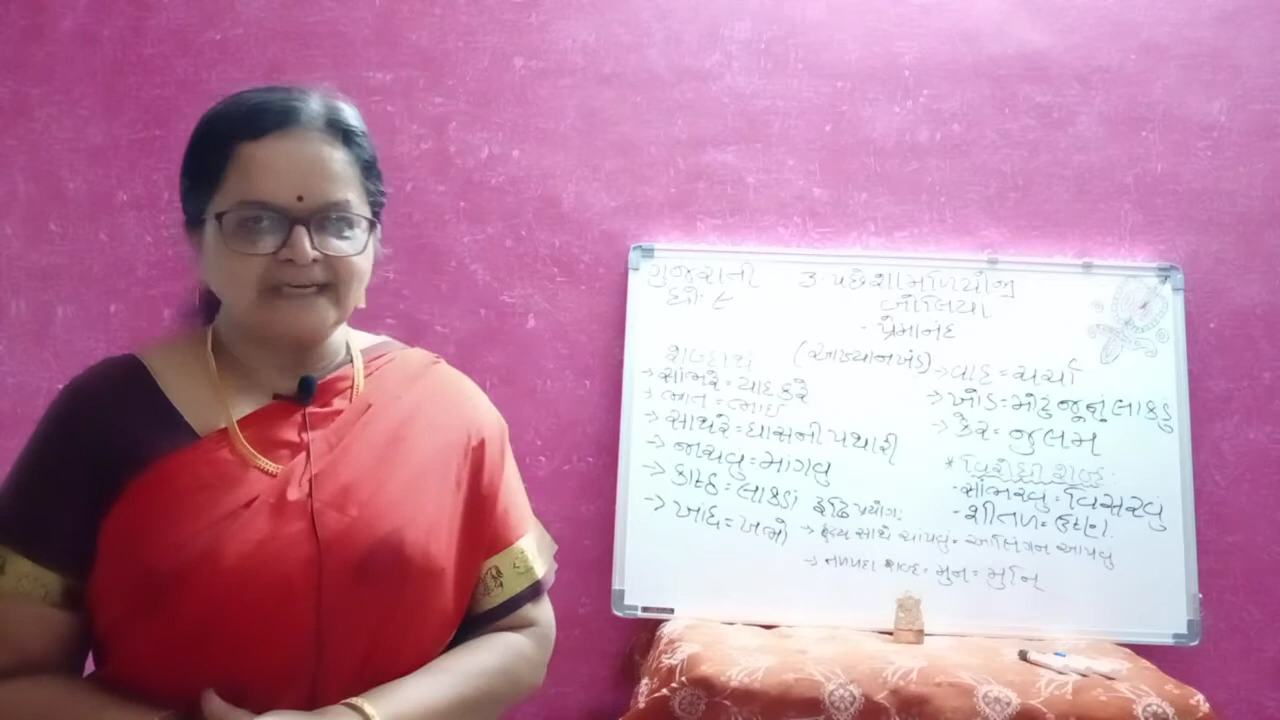 ગુજરાતી
ધો: ૮
૩. પછે શામળિયોજી
બોલિયા
- પ્રેમાનંદ
(આખ્યાનખંડ)
શબ્દાર્થ
→ સાંભરે = યાદ કરે
→ ભ્રાત = ભાઈ
→ સાથરે = ઘાસની પથારી
→ જાચવુ = માંગવુ
→ કાષ્ઠ = લાકડાં
→ ખાંધ = ખભો
→ વાદ = ચર્ચા
→ ખોડ = મોટુ જૂનું લાકડું
→ કેર = જુલમ
* વિરોધી શબ્દ:
- સાંભરવુ = વિસરવું
- શીતળ = ઉષ્ણ.
રૂઢિપ્રયોગ:
→ હૃદય સાથે ચાંપવું = આલિંગન આપવુ
→ તળપદા શબ્દ = મુન = મુનિ